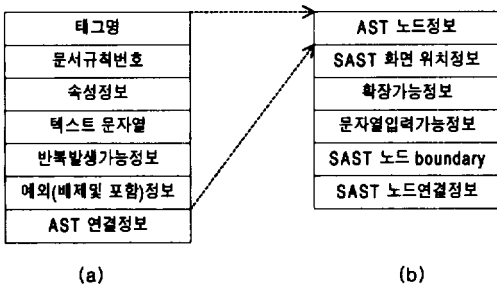 태그명
문서규칙번호
속성정보
텍스트 문자열
반복발생가능정보
예외(배제및 포함)정보
AST 연결정보
(a)
AST 노드정보
SAST 화면 위치정보
확장가능정보
문자열입력가능정보
SAST 노드 boundary
SAST 노드연결정보
(b)